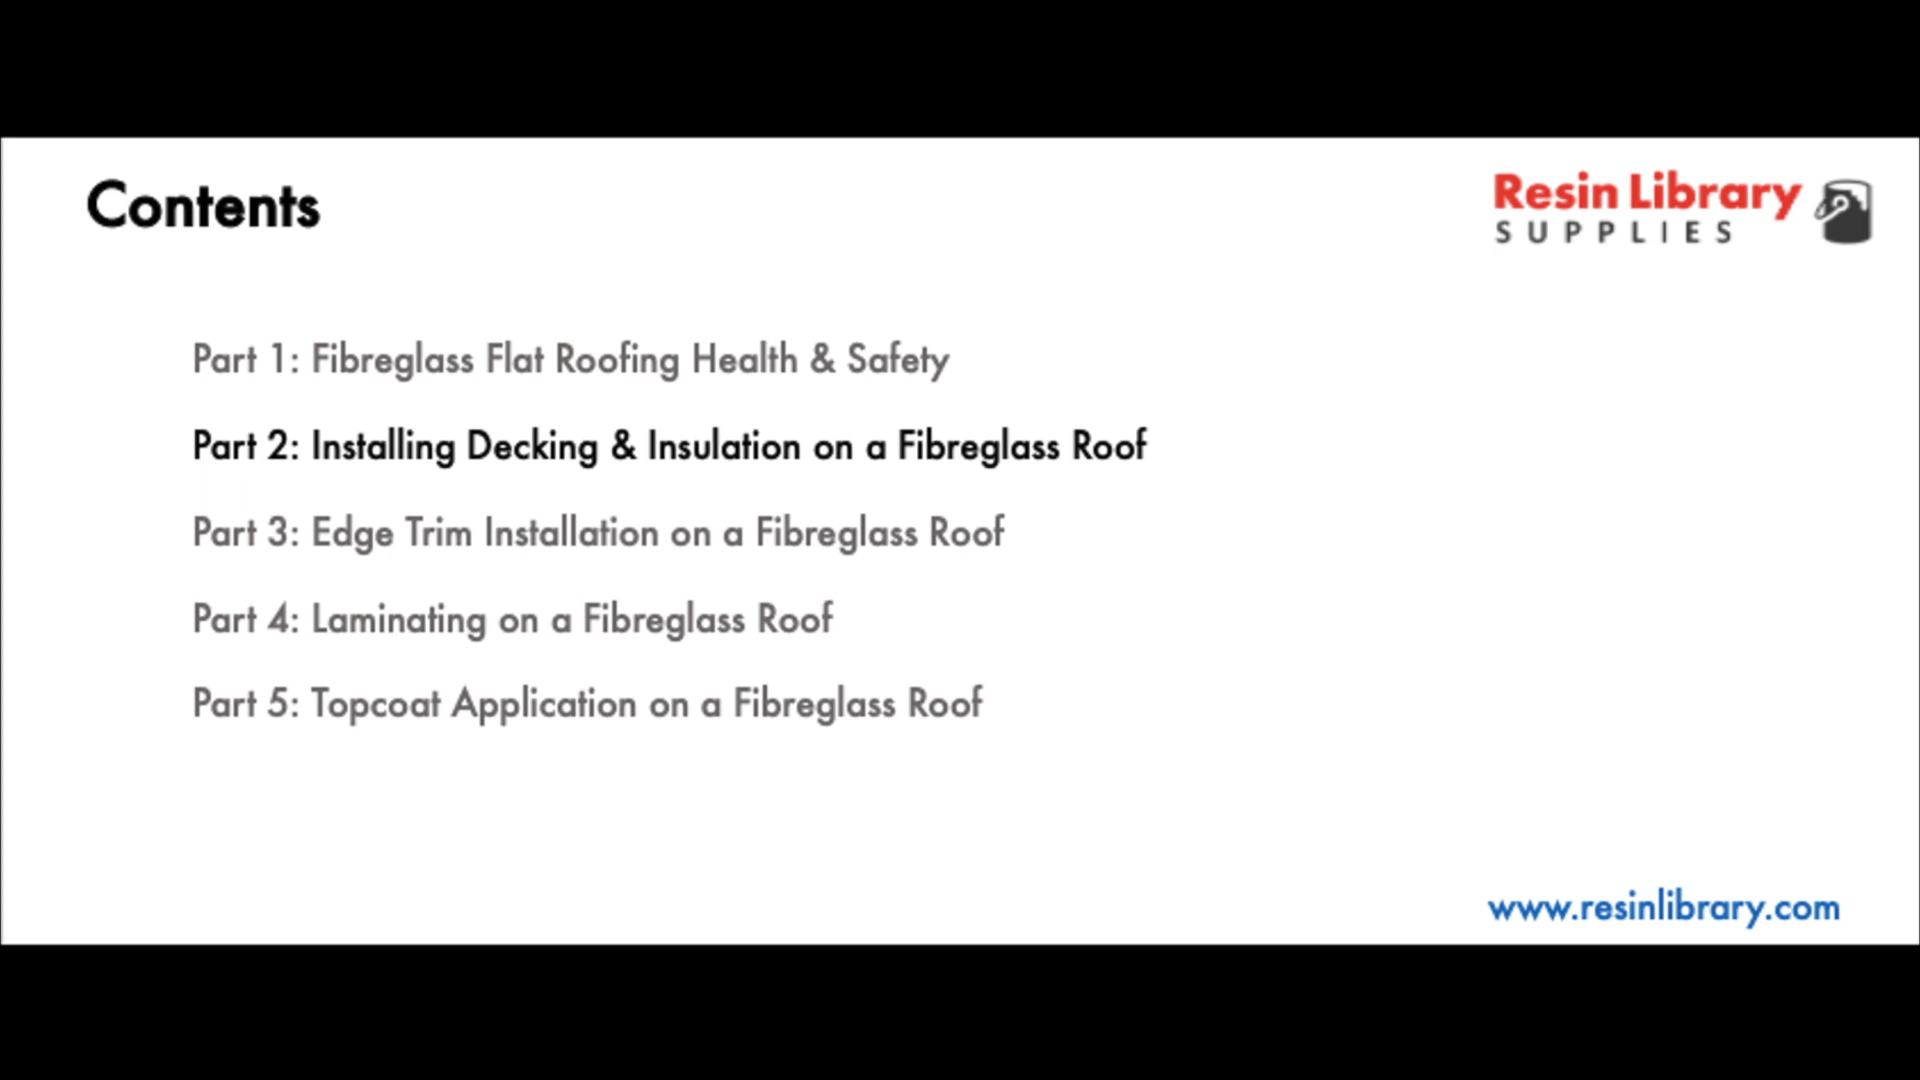 Contents
Resin Library
SUPPLIES
Part 1: Fibreglass Flat Roofing Health & Safety
Part 2: Installing Decking & Insulation on a Fibreglass Roof
Part 3: Edge Trim Installation on a Fibreglass Roof
Part 4: Laminating on a Fibreglass Roof
Part 5: Topcoat Application on a Fibreglass Roof
www.resinlibrary.com